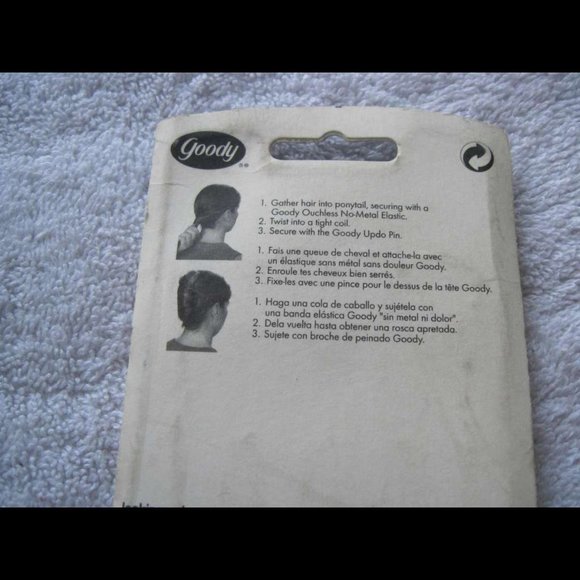 goody
1. Gather hair into ponytail, securing with a
Goody Ouchless No-Metal Elastic.
2. Twist into a tight coil.
3. Secure with the Goody Updo Pin.
1. Fais une queue de cheval et attache-la avec
un élastique sans métal sans douleur Goody.
2. Enroule tes cheveux bien serrés.
3. Fixe-les avec une pince pour le dessus de la tête Goody.
1. Haga una cola de caballo y sujétela con
una banda elástica Goody "sin metal ni dolor".
2. Dela vuelta hasta obtener una rosca apretada.
3. Sujete con broche de peinado Goody.